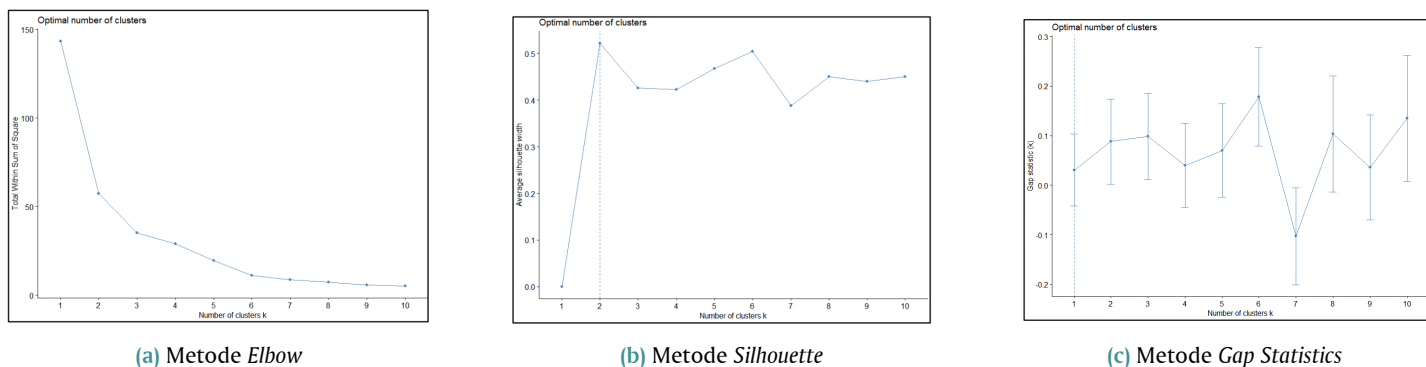 Optimal number of clusters
150
100
50
0
Total Within Sum of Square
1 2 3 4 5 6 7 8 9 10
Number of clusters k
(a) Metode Elbow
Optimal number of clusters
0.5
0.4
0.3
0.2
0.1
0.0
Average silhouette width
1 2 3 4 5 6 7 8 9 10
Number of clusters k
(b) Metode Silhouette
Optimal number of clusters
0.3
0.2
0.1
0.0
-0.1
-0.2
Gap statistic (k)
1 2 3 4 5 6 7 8 9 10
Number of clusters k
(c) Metode Gap Statistics